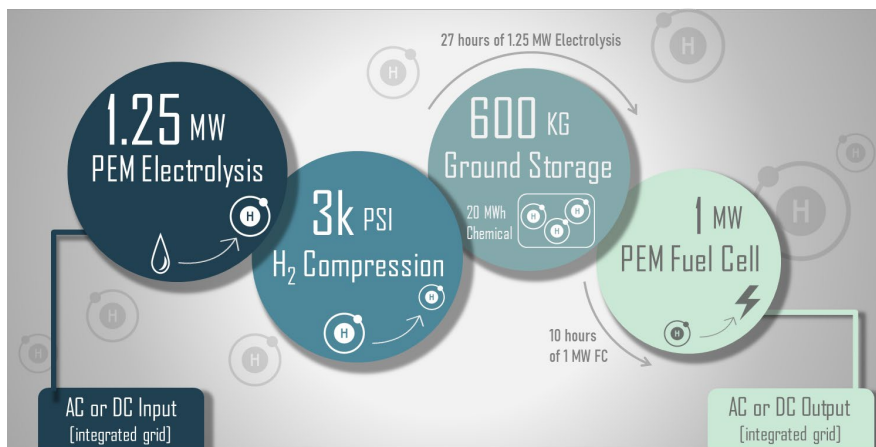 27 hours of 1.25 MW Electrolysis
1.25 MW
PEM Electrolysis
H
3k PSI
H₂ Compression
H
H
600 KG
Ground Storage
20 MWh
Chemical
H
H
H
1 MW
PEM Fuel Cell
H
10 hours
of 1 MW FC
AC or DC Input
[integrated grid]
AC or DC Output
[integrated grid]
H
H
H
H
H
H
H